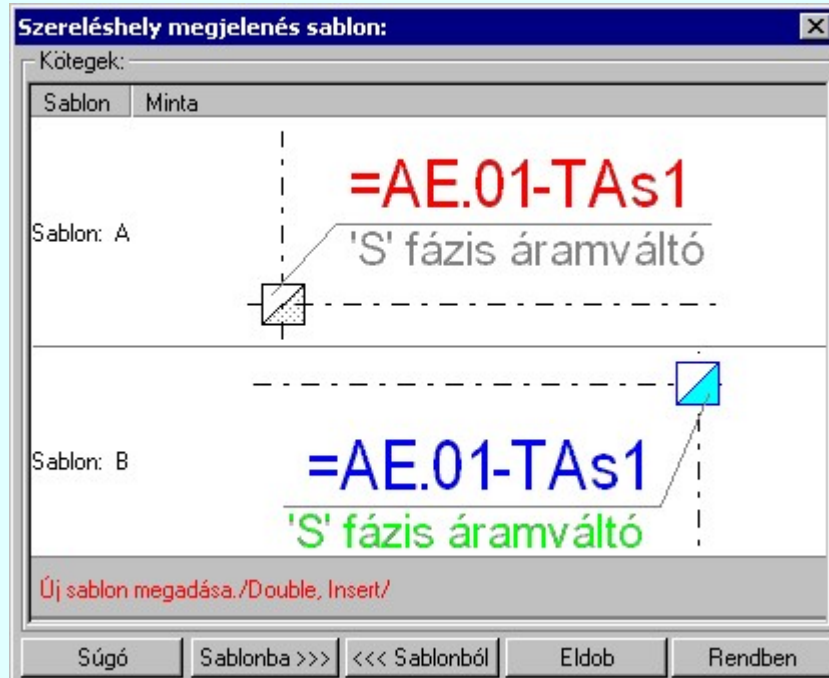 Szereléshely megjelenés sablon:
Kötegek:
Sablon Minta
=AE.01-TAs1
Sablon: A
'S' fázis áramváltó
=AE.01-TAs1
Sablon: B
'S' fázis áramváltó
Új sablon megadása./Double, Insert/
Súgó Sablonba >>> <<< Sablonból Eldob Rendben